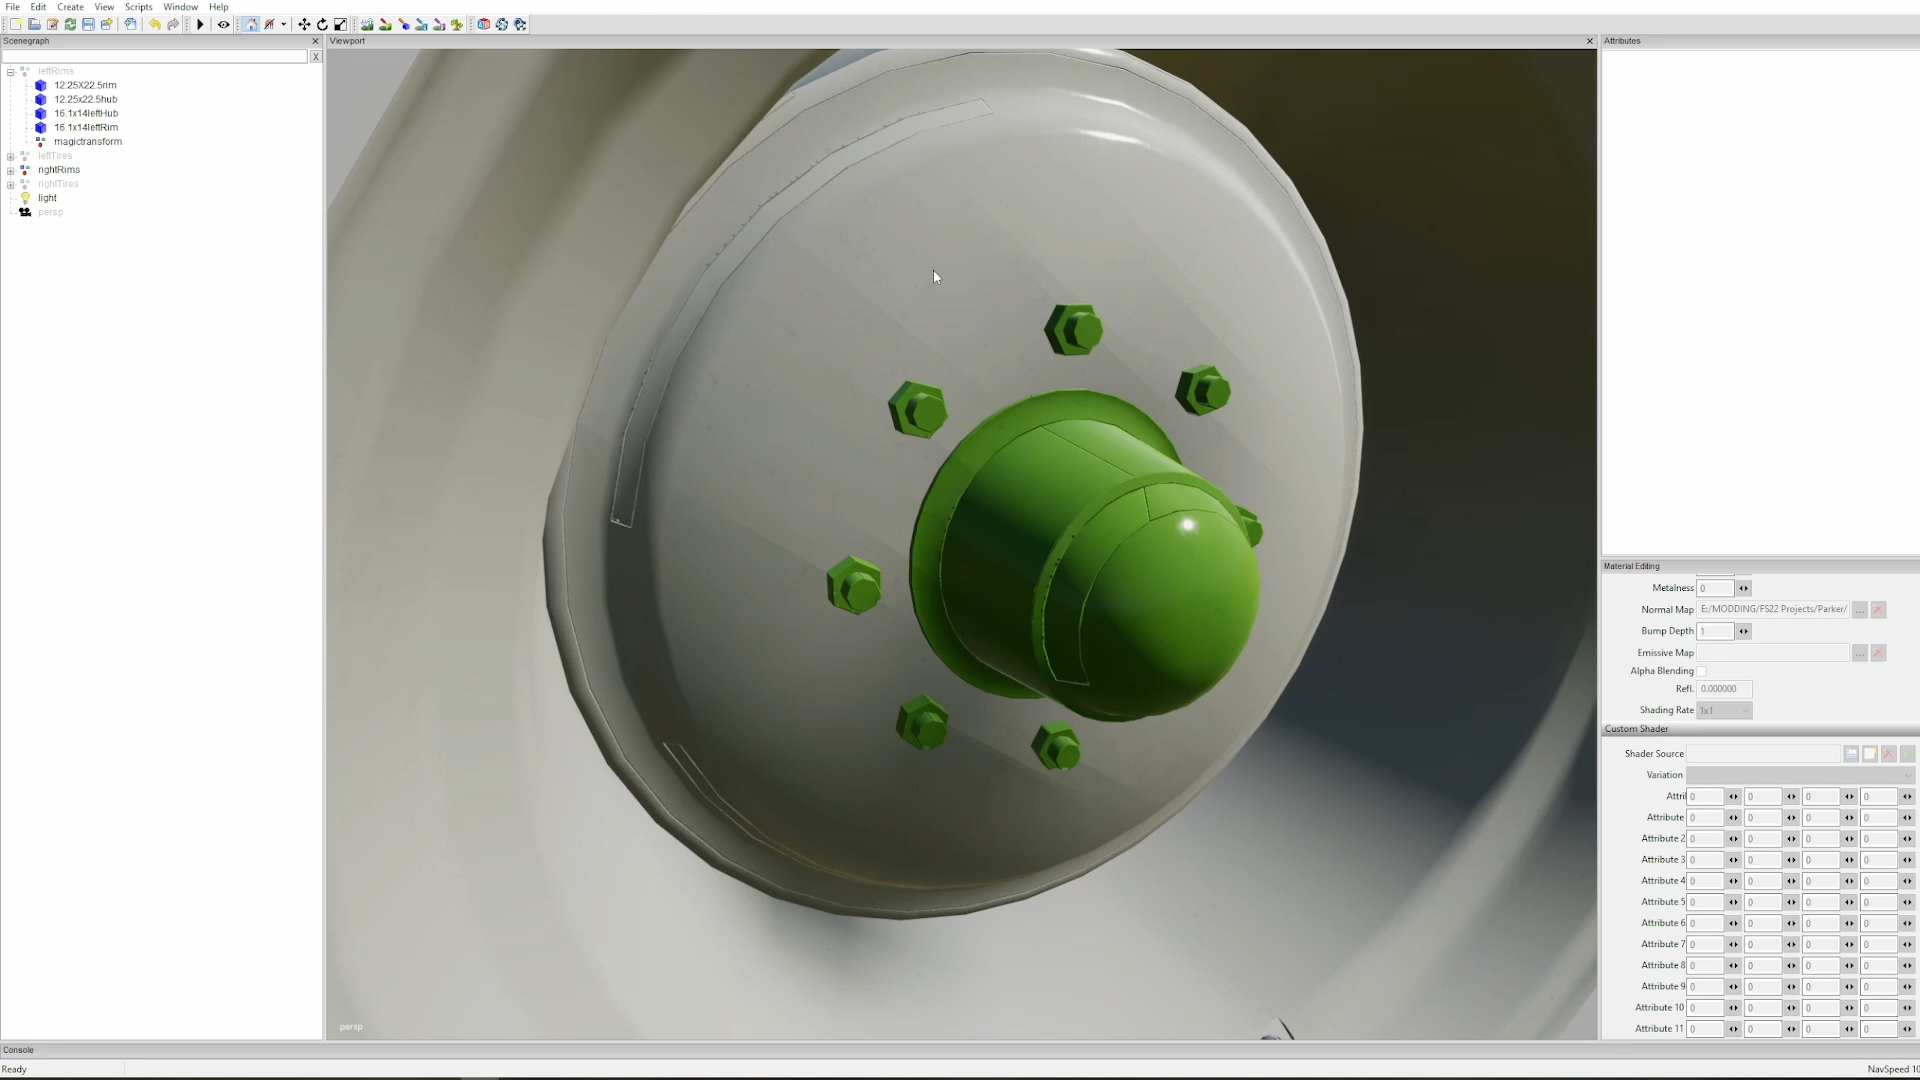 File Edit Create View Scripts Window Help
Scenegraph
X
leftRims
12.25X22.5rim
12.25x22.5hub
16.1x14leftHub
16.1x14leftRim
magictransform
leftTires
rightRims
rightTires
light
persp
Viewport
persp
Attributes
Material Editing
Metalness 0
Normal Map E:/MODDING/FS22 Projects/Parker/ ...
Bump Depth 1
Emissive Map ...
Alpha Blending
Refl. 0.000000
Shading Rate 1x1
Custom Shader
Shader Source
Variation
Attril 0 0 0 0
Attribute 0 0 0 0
Attribute 2 0 0 0 0
Attribute 3 0 0 0 0
Attribute 4 0 0 0 0
Attribute 5 0 0 0 0
Attribute 6 0 0 0 0
Attribute 7 0 0 0 0
Attribute 8 0 0 0 0
Attribute 9 0 0 0 0
Attribute 10 0 0 0 0
Attribute 11 0 0 0 0
Console
Ready
NavSpeed 10